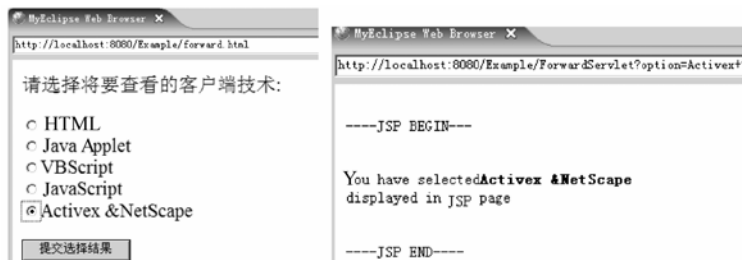 MyEclipse Web Browser
http://localhost:8080/Example/forward.html
请选择将要查看的客户端技术:
HTML
Java Applet
VBScript
JavaScript
Activex &NetScape
提交选择结果
MyEclipse Web Browser
http://localhost:8080/Example/ForwardServlet?option=Activex+
----JSP BEGIN---
You have selectedActivex &NetScape
displayed in JSP page
----JSP END----